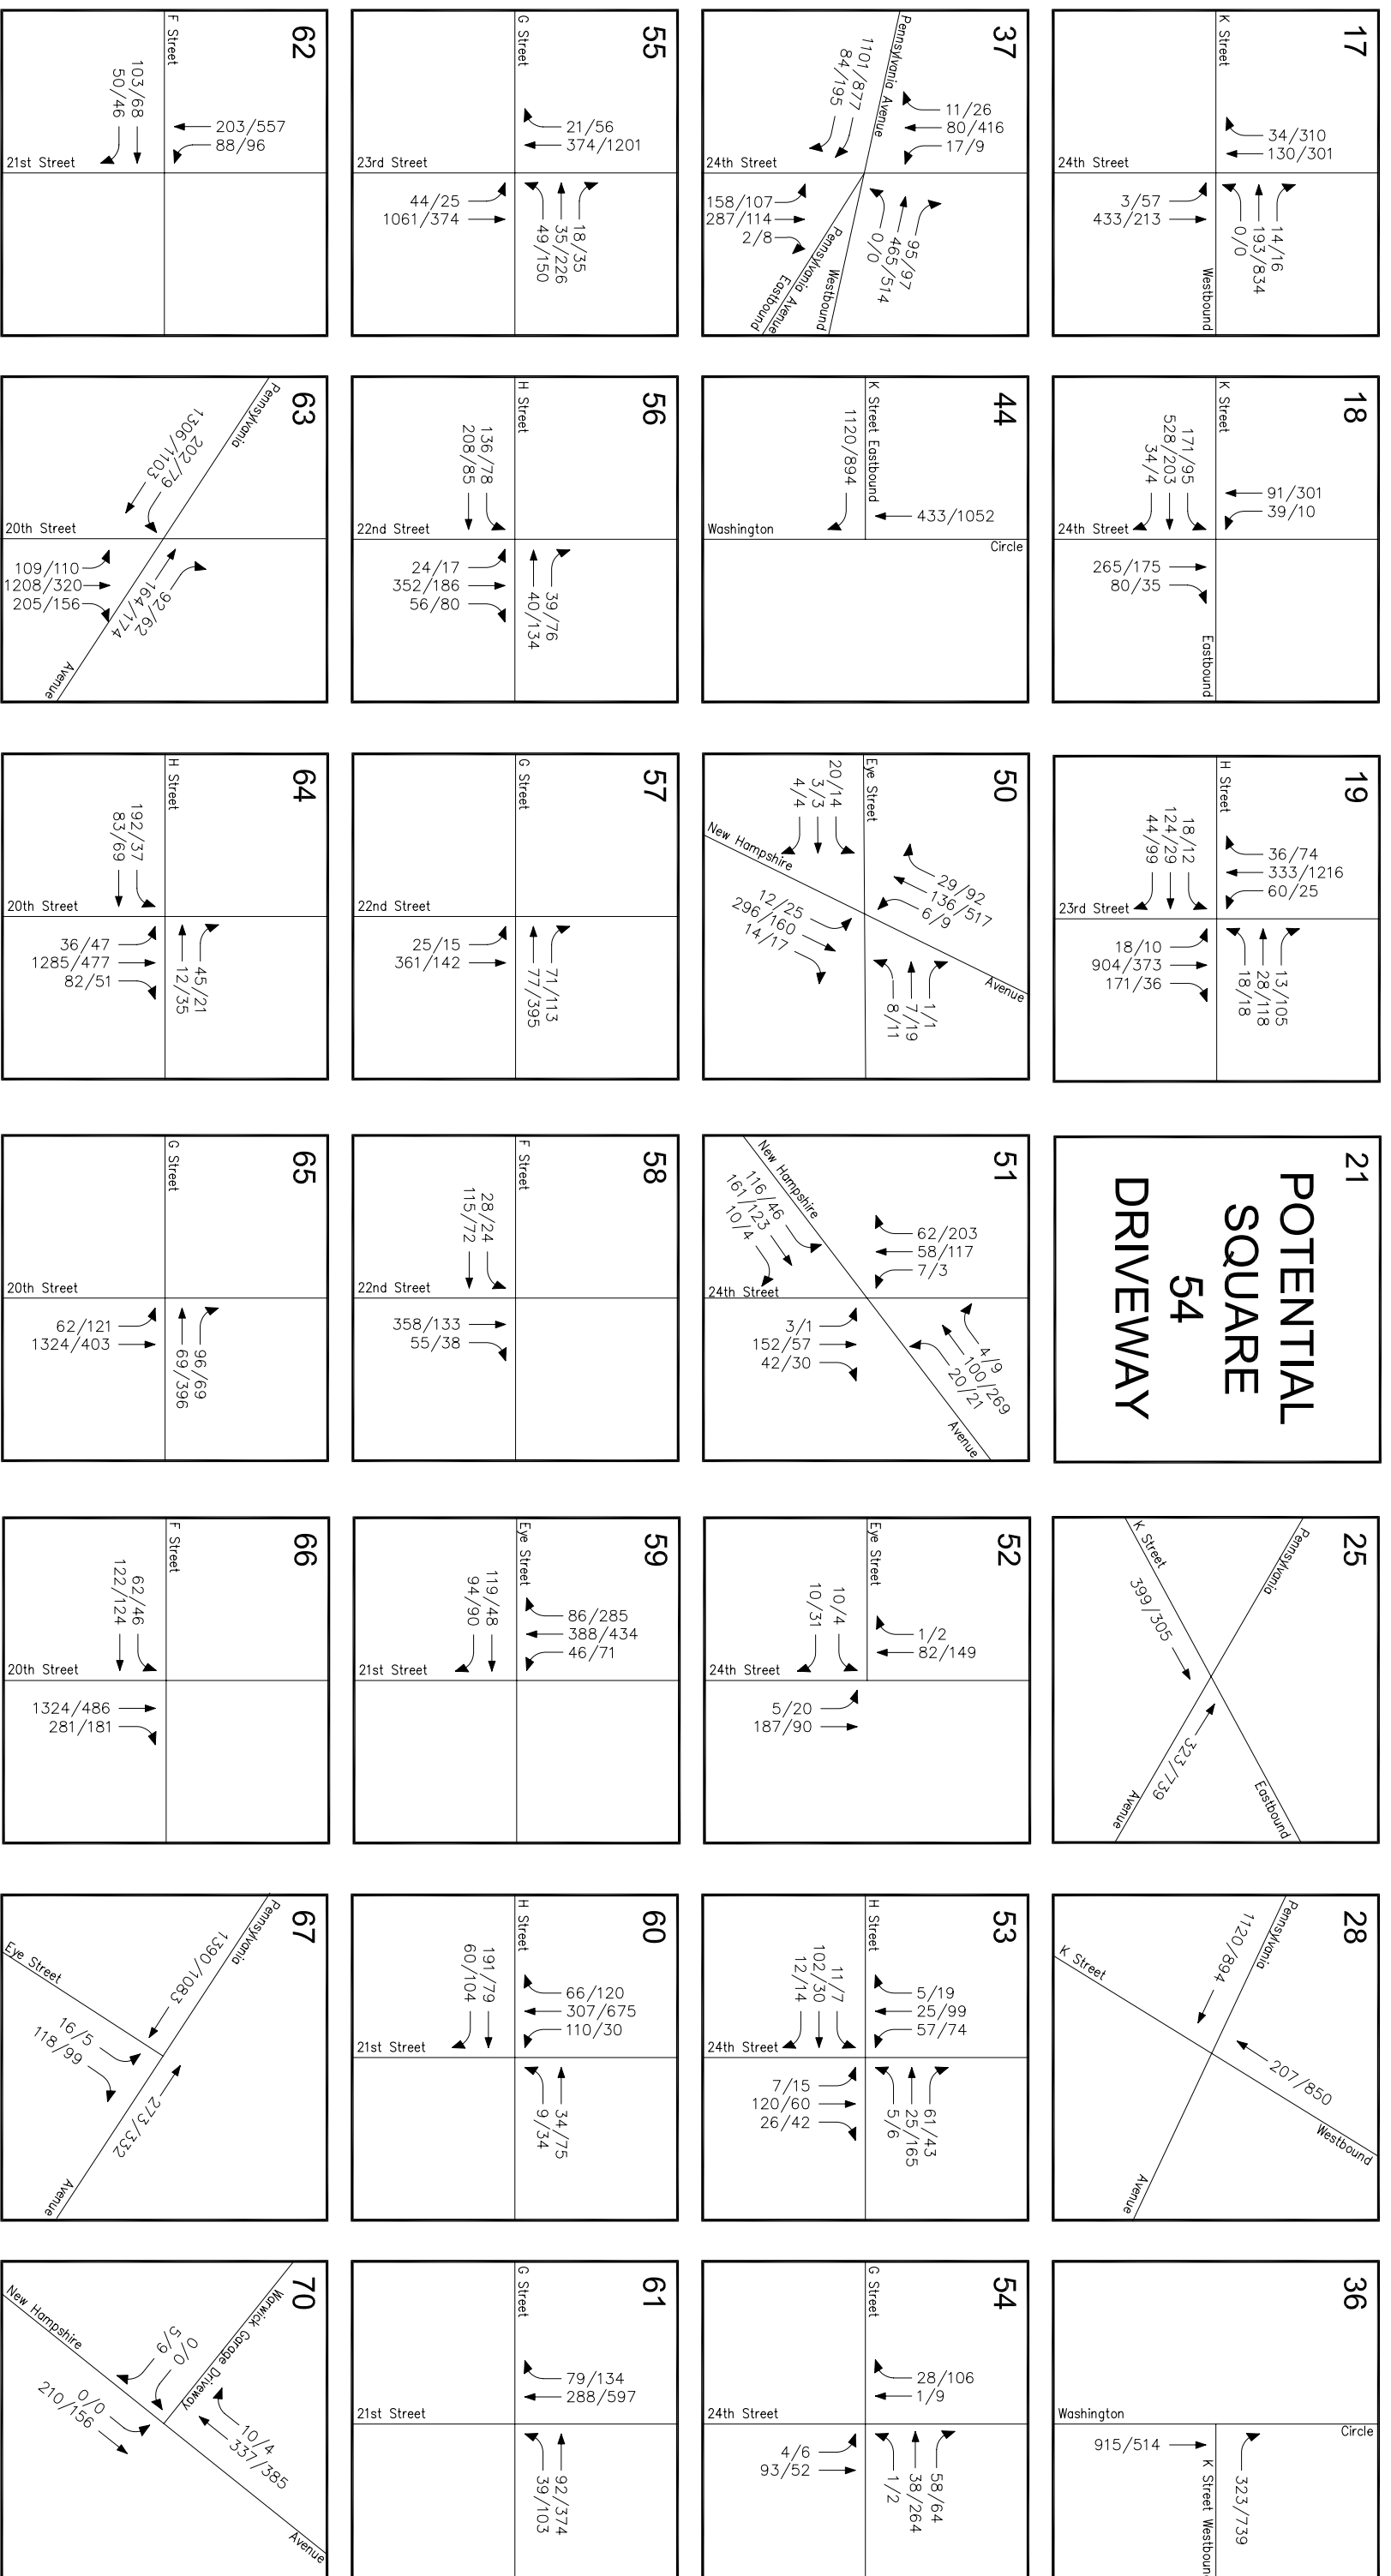 17
K Street
34/310
130/301
24th Street
3/57
433/213
14/16
193/834
0/0
Westbound
18
K Street
171/95
528/203
34/4
91/301
39/10
24th Street
265/175
80/35
Eastbound
19
H Street
18/12
124/29
44/99
36/74
333/1216
60/25
23rd Street
18/10
904/373
171/36
13/105
28/118
18/18
21
POTENTIAL
SQUARE
54
DRIVEWAY
25
K Street
Pennsylvania
399/305
323/739
Avenue
Eastbound
28
Pennsylvania
K Street
1120/894
207/850
Westbound
Avenue
36
Washington
Circle
915/514
323/739
K Street Westboun
37
Pennsylvania Avenue
1101/877
84/195
11/26
80/416
17/9
24th Street
158/107
287/114
2/8
95/97
465/514
0/0
Westbound
Pennsylvania Avenue
Eastbound
44
K Street Eastbound
1120/894
433/1052
Washington
Circle
50
Eye Street
20/14
3/3
4/4
New Hampshire
29/92
136/517
6/9
12/25
296/160
14/17
1/1
7/19
8/11
Avenue
51
New Hampshire
116/46
161/123
10/4
62/203
58/117
7/3
24th Street
3/1
152/57
42/30
4/9
100/269
20/21
Avenue
52
Eye Street
10/4
10/31
1/2
82/149
24th Street
5/20
187/90
53
H Street
11/7
102/30
12/14
5/19
25/99
57/74
24th Street
7/15
120/60
26/42
61/43
25/165
5/6
54
G Street
28/106
1/9
24th Street
4/6
93/52
58/64
38/264
1/2
55
G Street
21/56
374/1201
23rd Street
44/25
1061/374
18/35
35/226
49/150
56
H Street
136/78
208/85
22nd Street
24/17
352/186
56/80
39/76
40/134
57
G Street
22nd Street
25/15
361/142
71/113
77/395
58
F Street
28/24
115/72
22nd Street
358/133
55/38
59
Eye Street
119/48
94/90
86/285
388/434
46/71
21st Street
60
H Street
191/79
60/104
66/120
307/675
110/30
21st Street
34/75
9/34
61
G Street
79/134
288/597
21st Street
92/374
39/103
62
F Street
103/68
50/46
203/557
88/96
21st Street
63
Pennsylvania
202/79
1306/1103
20th Street
109/110
1208/320
205/156
92/62
164/174
Avenue
64
H Street
192/37
83/69
20th Street
36/47
1285/477
82/51
45/21
12/35
65
G Street
20th Street
62/121
1324/403
96/69
69/396
66
F Street
62/46
122/124
20th Street
1324/486
281/181
67
Pennsylvania
1390/1083
Eye Street
16/5
118/99
273/332
Avenue
70
Warwick Garage Driveway
New Hampshire
0/0
5/9
10/4
337/385
0/0
210/156
Avenue